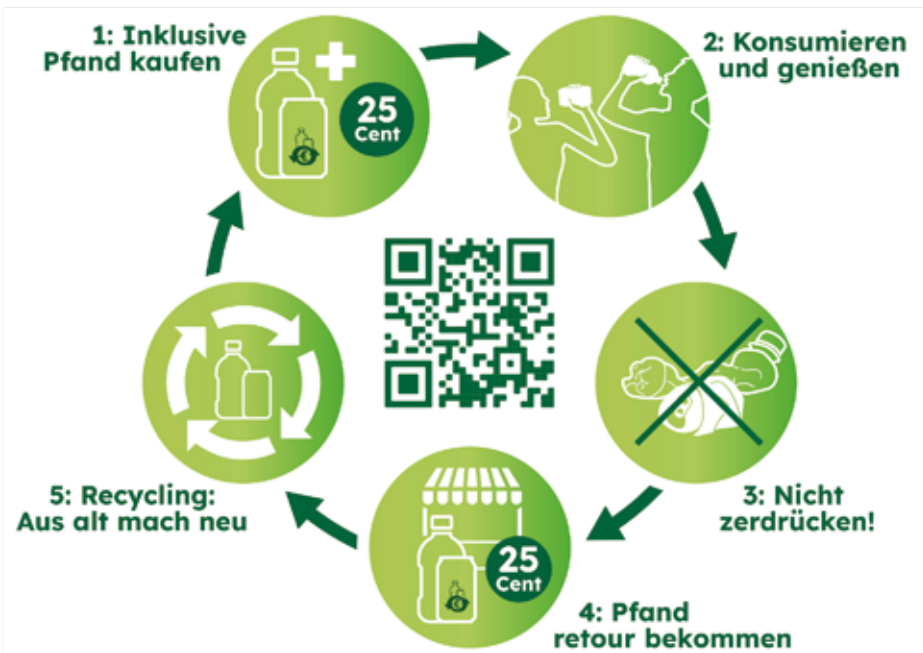 1: Inklusive
Pfand kaufen
25
Cent
2: Konsumieren
und genießen
3: Nicht
zerdrücken!
4: Pfand
retour bekommen
25
Cent
5: Recycling:
Aus alt mach neu